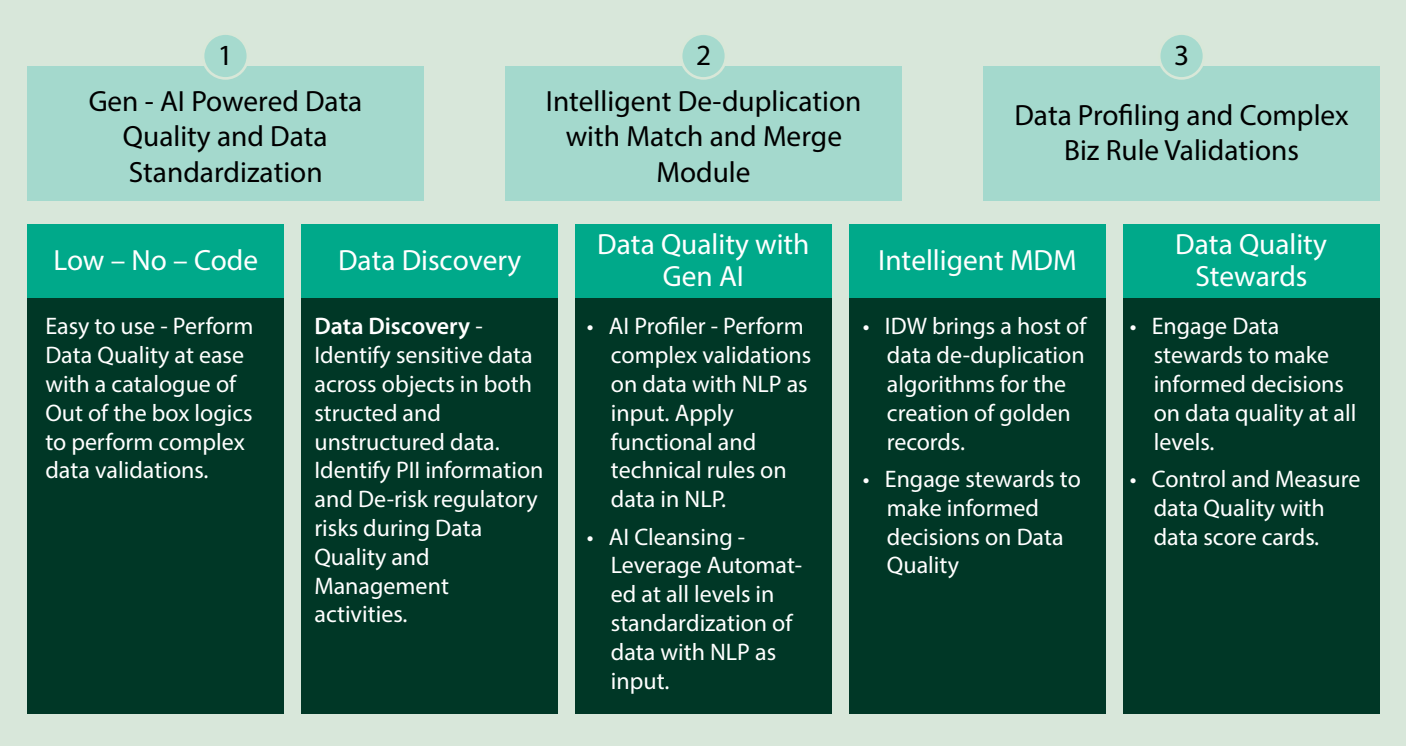 1
Gen - AI Powered Data
Quality and Data
Standardization
2
Intelligent De-duplication
with Match and Merge
Module
3
Data Profiling and Complex
Biz Rule Validations
Low – No – Code
Easy to use - Perform
Data Quality at ease
with a catalogue of
Out of the box logics
to perform complex
data validations.
Data Discovery
Data Discovery -
Identify sensitive data
across objects in both
structed and
unstructured data.
Identify PII information
and De-risk regulatory
risks during Data
Quality and
Management
activities.
Data Quality with
Gen AI
• AI Profiler - Perform
complex validations
on data with NLP as
input. Apply
functional and
technical rules on
data in NLP.
• AI Cleansing -
Leverage Automat-
ed at all levels in
standardization of
data with NLP as
input.
Intelligent MDM
• IDW brings a host of
data de-duplication
algorithms for the
creation of golden
records.
• Engage stewards to
make informed
decisions on Data
Quality
Data Quality
Stewards
• Engage Data
stewards to make
informed decisions
on data quality at all
levels.
• Control and Measure
data Quality with
data score cards.